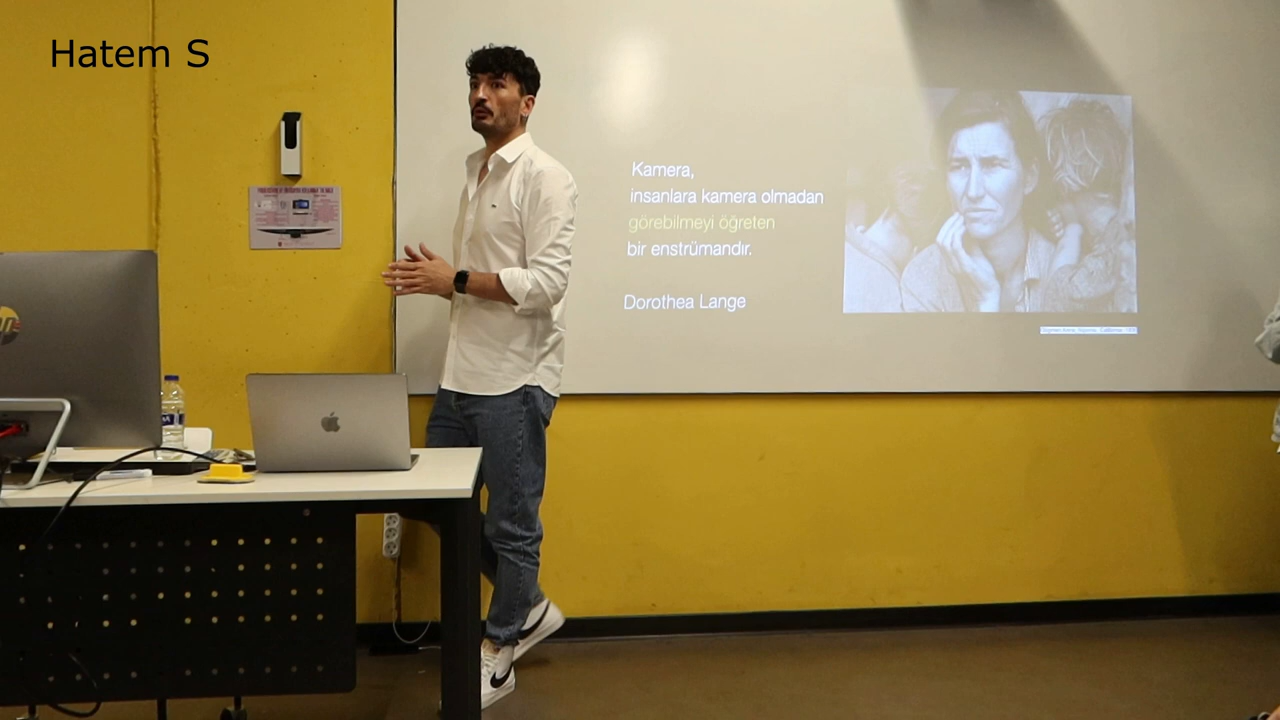 Hatem S
Kamera,
insanlara kamera olmadan
görebilmeyi öğreten
bir enstrümandır.
Dorothea Lange